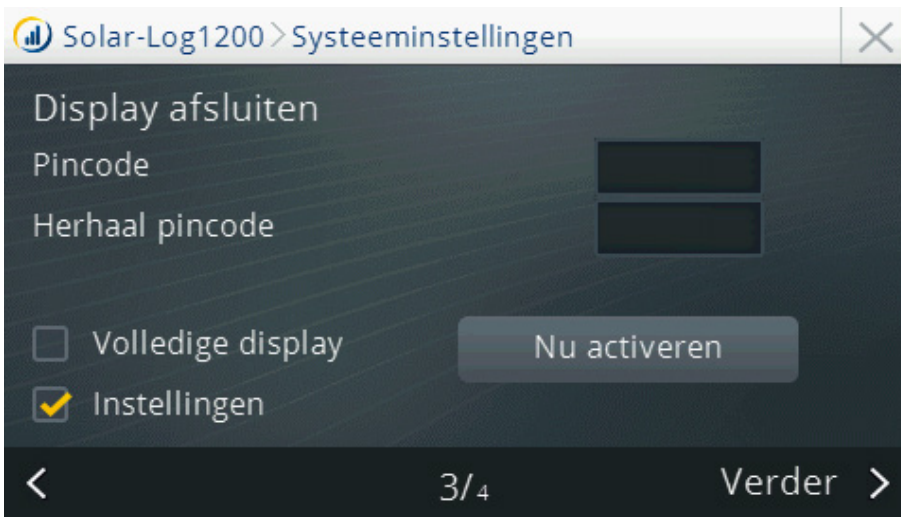 Solar-Log1200 > Systeeminstellingen
Display afsluiten
Pincode
Herhaal pincode
Volledige display
Nu activeren
Instellingen
3/4
Verder